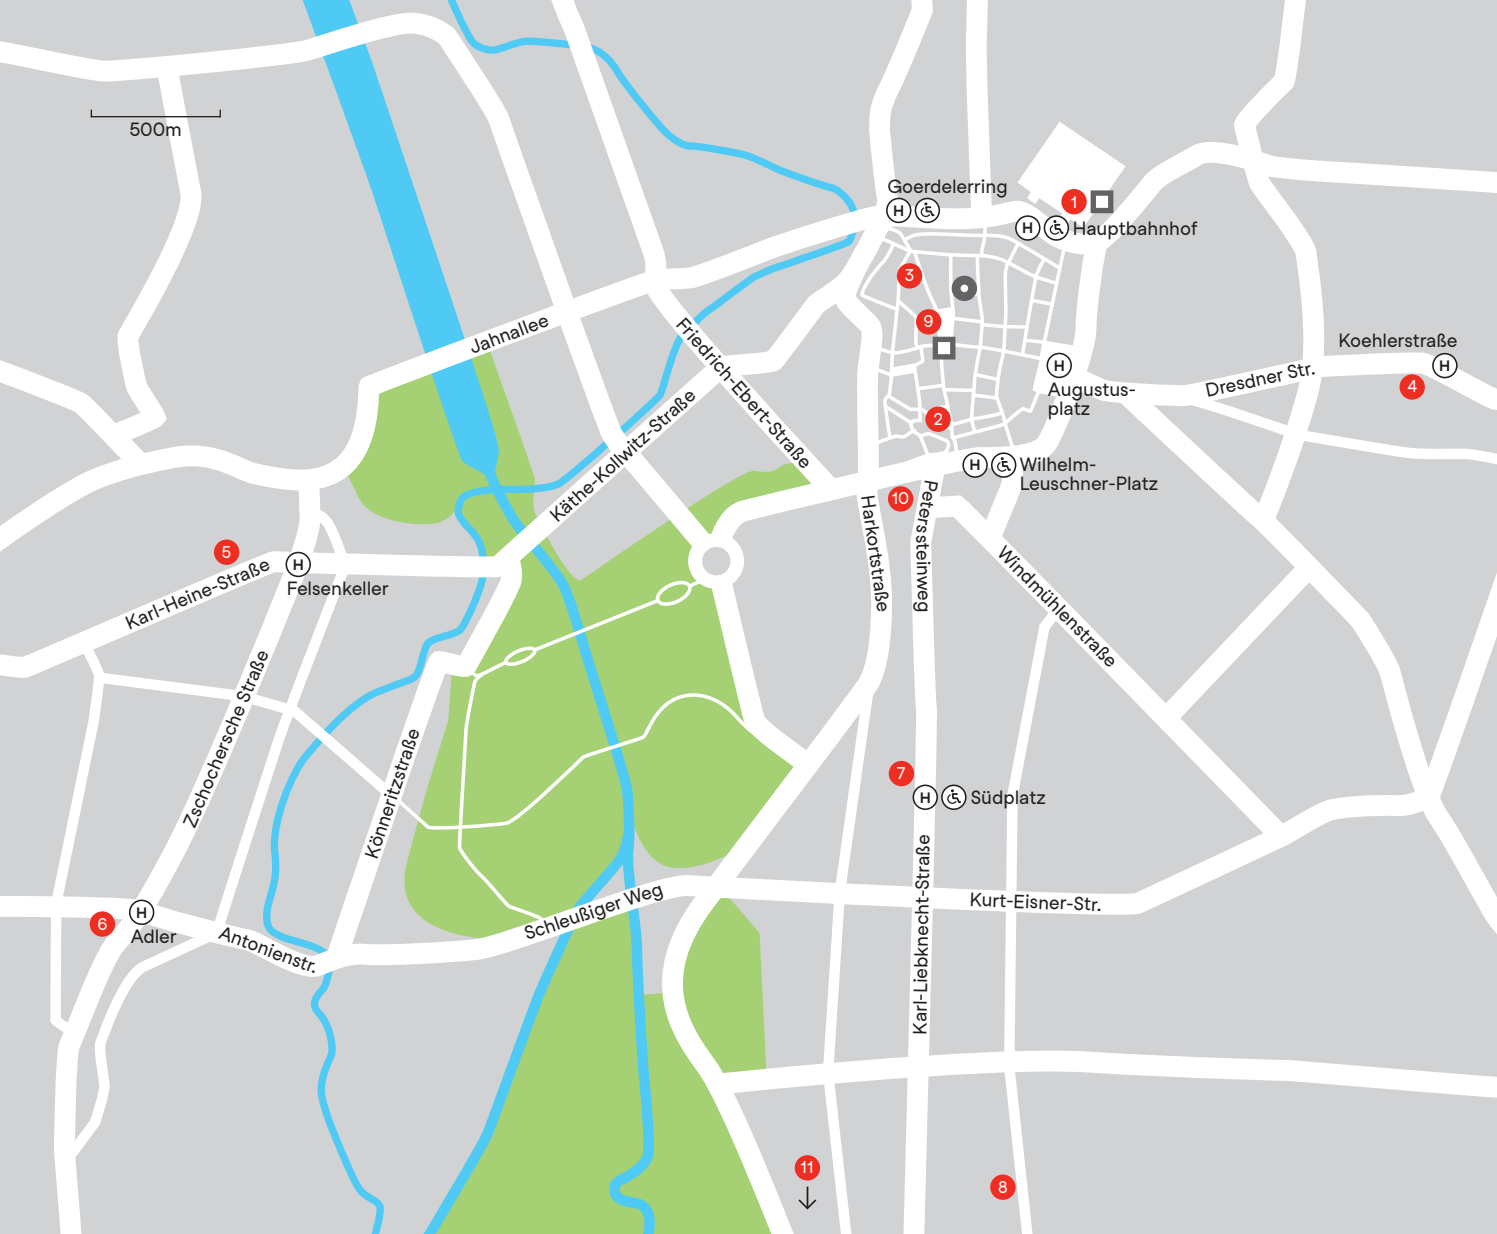 500m
Goerdelerring
H
1
H
Hauptbahnhof
3
9
Jahnallee
Friedrich-Ebert-Straße
Koehlerstraße
H
H
Augustus-
platz
Dresdner Str.
4
Käthe-Kollwitz-Straße
2
H
Wilhelm-
Leuschner-Platz
10
Harkortstraße
Peterssteinweg
Windmühlenstraße
5
H
Felsenkeller
Karl-Heine-Straße
Zschochersche Straße
Könneritzstraße
7
H
Südplatz
Karl-Liebknecht-Straße
Kurt-Eisner-Str.
Schleußiger Weg
6
H
Adler
Antonienstr.
11
8